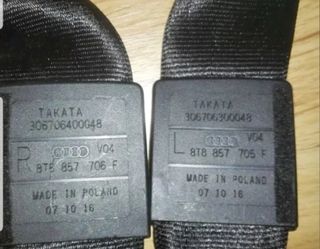 TAKATA
306706400048
R V04
8T8 857 706 F
MADE IN POLAND
07 10 16
TAKATA
306706300048
L V04
8T8 857 705 F
MADE IN POLAND
07 10 16